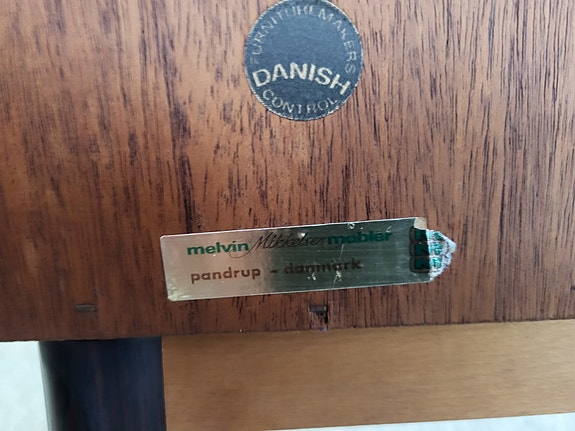 FURNITUREMAKERS
DANISH
CONTROL
melvin Mikkelsen møbler
pandrup - danmark